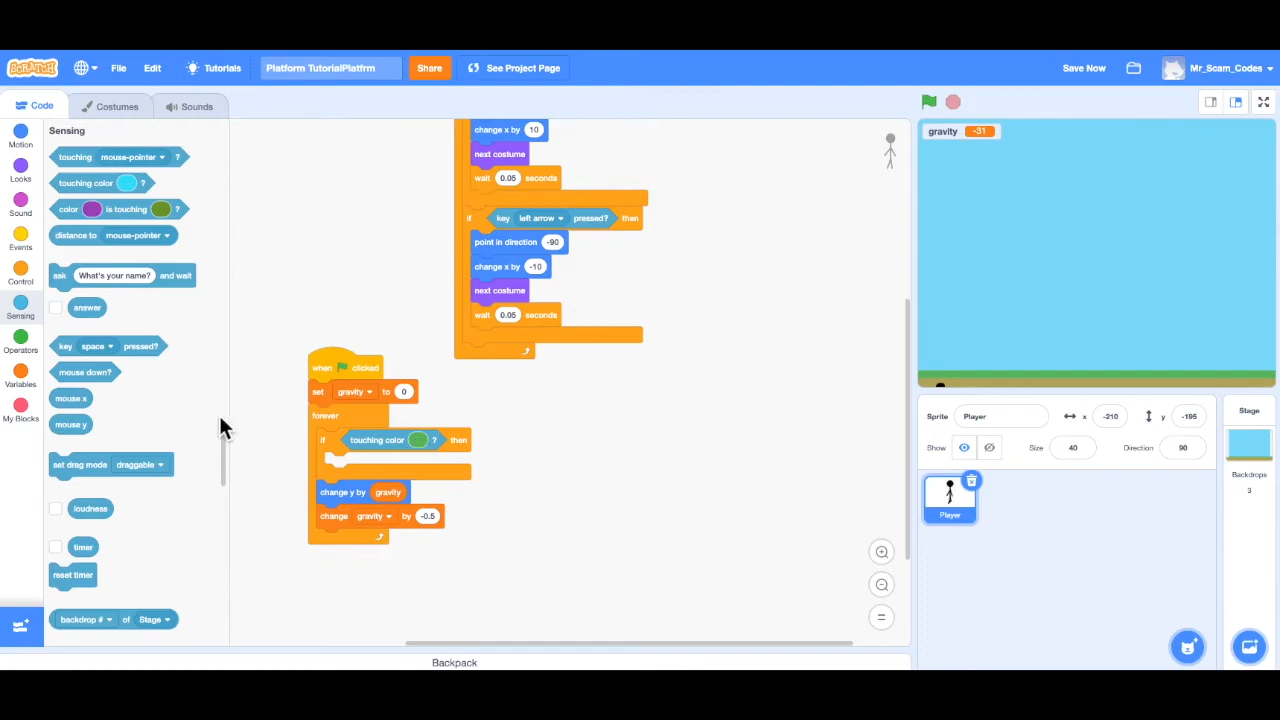 SCRATCH File Edit Tutorials Platform TutorialPlatfrm Share See Project Page Save Now Mr_Scam_Codes
Code Costumes Sounds
Motion
Looks
Sound
Events
Control
Sensing
Operators
Variables
My Blocks
Sensing
touching mouse-pointer ?
touching color ?
color is touching ?
distance to mouse-pointer
ask What's your name? and wait
answer
key space pressed?
mouse down?
mouse x
mouse y
set drag mode draggable
loudness
timer
reset timer
backdrop # of Stage
change x by 10
next costume
wait 0.05 seconds
if key left arrow pressed? then
point in direction -90
change x by -10
next costume
wait 0.05 seconds
when clicked
set gravity to 0
forever
if touching color ? then
change y by gravity
change gravity by -0.5
gravity -31
Sprite Player x -210 y -195
Show Size 40 Direction 90
Player
Stage
Backdrops
3
Backpack